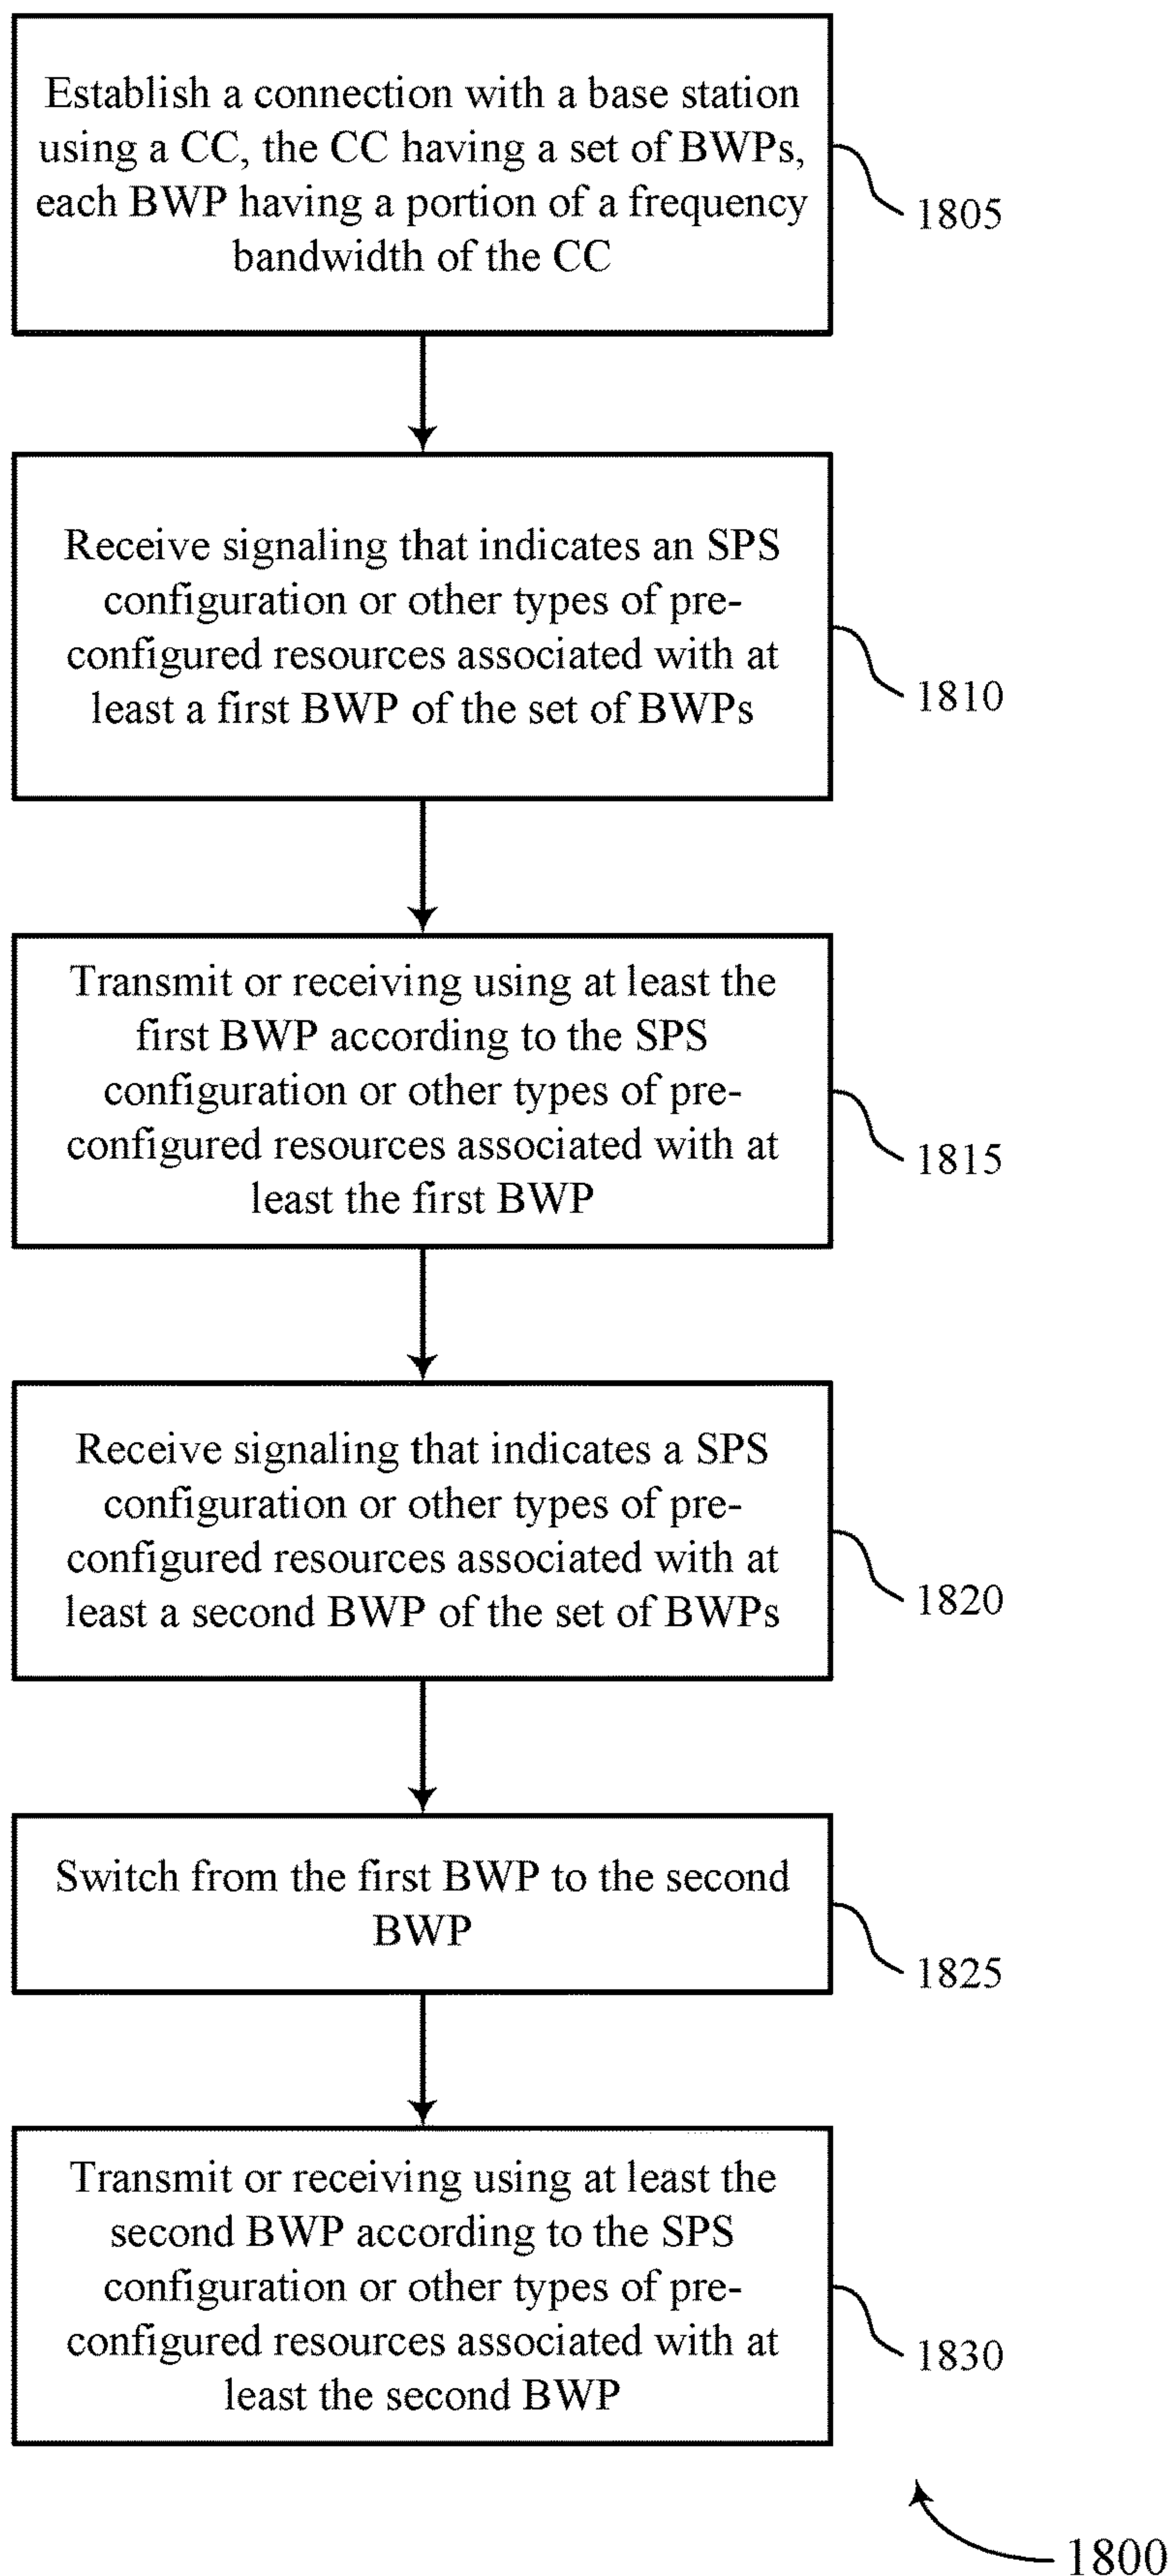 Establish a connection with a base station
using a CC, the CC having a set of BWPs,
each BWP having a portion of a frequency
bandwidth of the CC
1805
Receive signaling that indicates an SPS
configuration or other types of pre-
configured resources associated with at
least a first BWP of the set of BWPs
1810
Transmit or receiving using at least the
first BWP according to the SPS
configuration or other types of pre-
configured resources associated with at
least the first BWP
1815
Receive signaling that indicates a SPS
configuration or other types of pre-
configured resources associated with at
least a second BWP of the set of BWPs
1820
Switch from the first BWP to the second
BWP
1825
Transmit or receiving using at least the
second BWP according to the SPS
configuration or other types of pre-
configured resources associated with at
least the second BWP
1830
1800